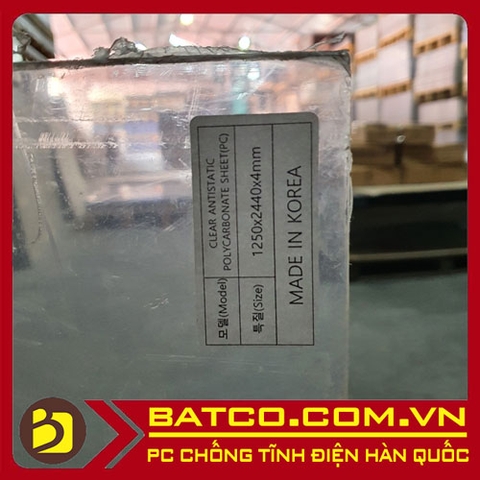 모델(Model) CLEAR ANTISTATIC
POLYCARBONATE SHEET(PC)
특질(Size) 1250x2440x4mm
MADE IN KOREA
BATCO.COM.VN
PC CHỐNG TĨNH ĐIỆN HÀN QUỐC